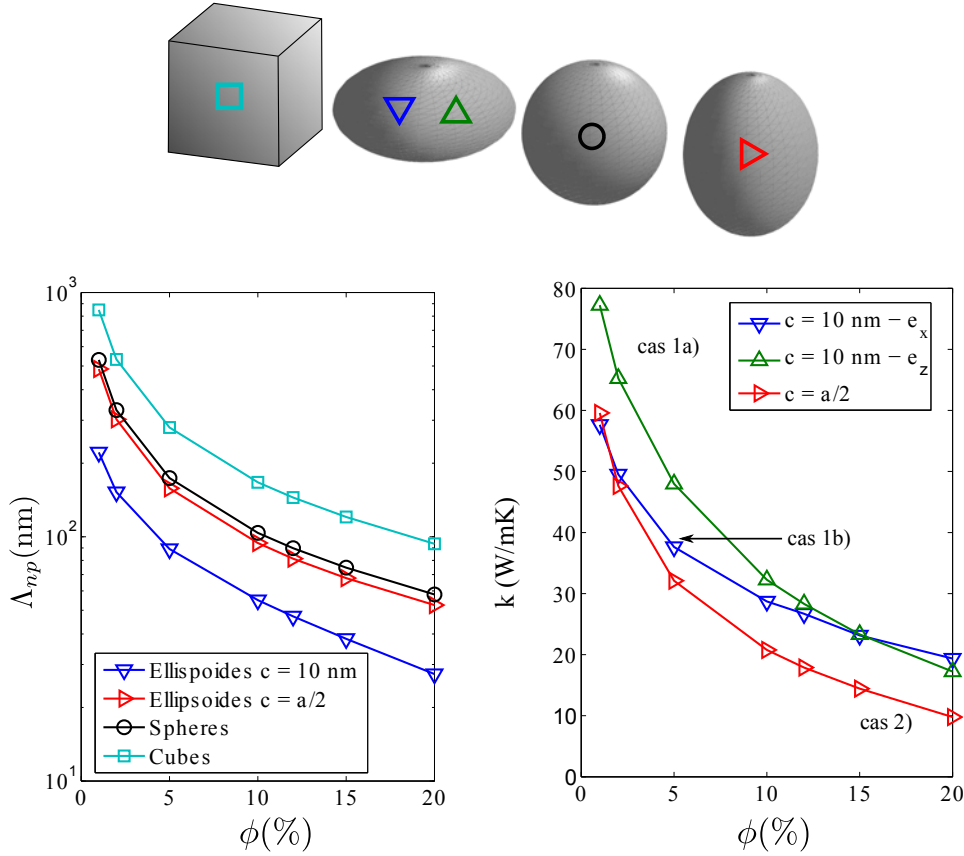 10³
10²
10¹
Λnp(nm)
0
5
10
15
20
ϕ(%)
Ellispoides c = 10 nm
Ellipsoides c = a/2
Spheres
Cubes
80
70
60
50
40
30
20
10
0
k (W/mK)
0
5
10
15
20
ϕ(%)
c = 10 nm − eₓ
c = 10 nm − e_z
c = a/2
cas 1a)
cas 1b)
cas 2)